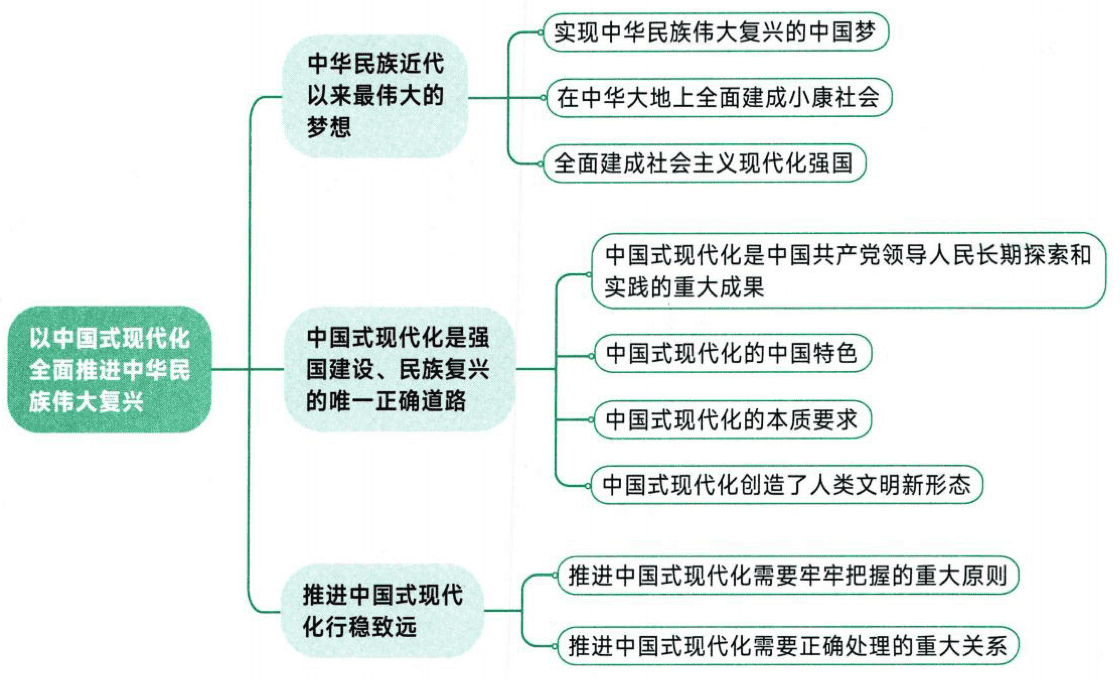 以中国式现代化
全面推进中华民
族伟大复兴
中华民族近代
以来最伟大的
梦想
实现中华民族伟大复兴的中国梦
在中华大地上全面建成小康社会
全面建成社会主义现代化强国
中国式现代化是强
国建设、民族复兴
的唯一正确道路
中国式现代化是中国共产党领导人民长期探索和
实践的重大成果
中国式现代化的中国特色
中国式现代化的本质要求
中国式现代化创造了人类文明新形态
推进中国式现代
化行稳致远
推进中国式现代化需要牢牢把握的重大原则
推进中国式现代化需要正确处理的重大关系